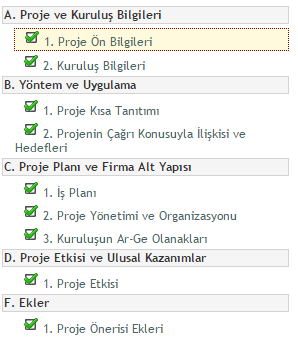 A. Proje ve Kuruluş Bilgileri
1. Proje Ön Bilgileri
2. Kuruluş Bilgileri
B. Yöntem ve Uygulama
1. Proje Kısa Tanıtımı
2. Projenin Çağrı Konusuyla İlişkisi ve
Hedefleri
C. Proje Planı ve Firma Alt Yapısı
1. İş Planı
2. Proje Yönetimi ve Organizasyonu
3. Kuruluşun Ar-Ge Olanakları
D. Proje Etkisi ve Ulusal Kazanımlar
1. Proje Etkisi
F. Ekler
1. Proje Önerisi Ekleri